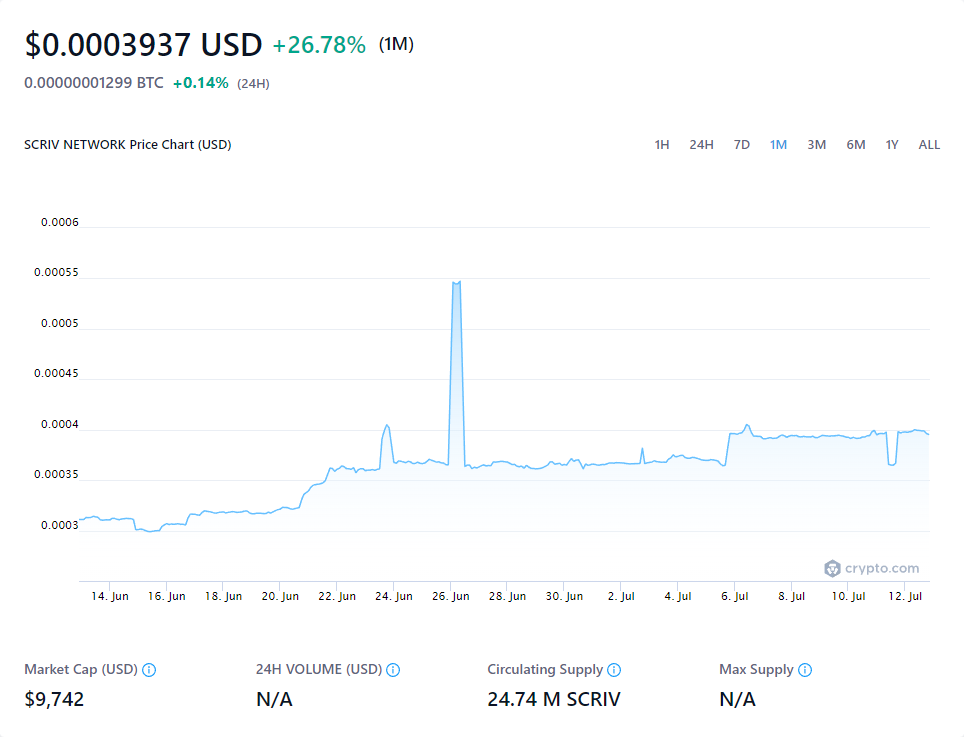 $0.0003937 USD +26.78% (1M)
0.00000001299 BTC +0.14% (24H)
SCRIV NETWORK Price Chart (USD) 1H 24H 7D 1M 3M 6M 1Y ALL
0.0006
0.00055
0.0005
0.00045
0.0004
0.00035
0.0003
crypto.com
14. Jun 16. Jun 18. Jun 20. Jun 22. Jun 24. Jun 26. Jun 28. Jun 30. Jun 2. Jul 4. Jul 6. Jul 8. Jul 10. Jul 12. Jul
Market Cap (USD) 24H VOLUME (USD) Circulating Supply Max Supply
$9,742 N/A 24.74 M SCRIV N/A